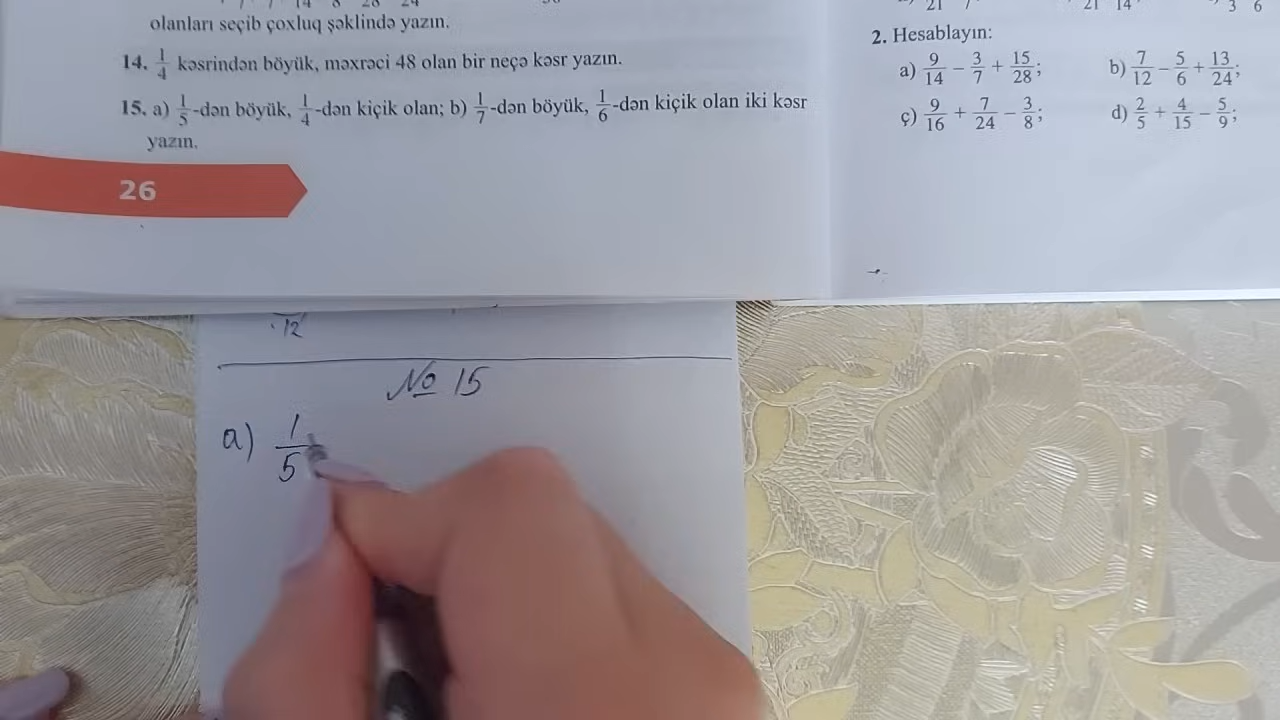 olanları seçib çoxluq şəklində yazın.
14. 1/4 kəsrindən böyük, məxrəci 48 olan bir neçə kəsr yazın.
15. a) 1/5-dən böyük, 1/4-dən kiçik olan; b) 1/7-dən böyük, 1/6-dən kiçik olan iki kəsr
yazın.
26
2. Hesablayın:
a) 9/14 − 3/7 + 15/28; b) 7/12 − 5/6 + 13/24;
ç) 9/16 + 7/24 − 3/8; d) 2/5 + 4/15 − 5/9;
12
№ 15
a) 1/5